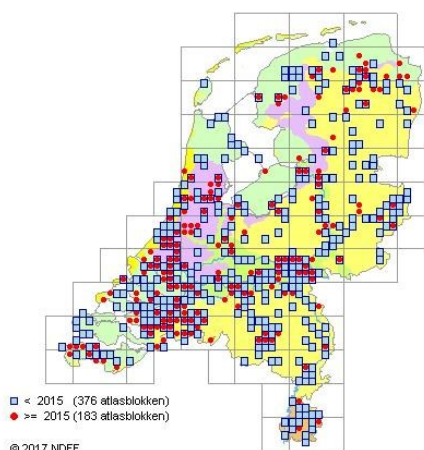 < 2015 (376 atlasblokken)
>= 2015 (183 atlasblokken)
© 2017 NDFF